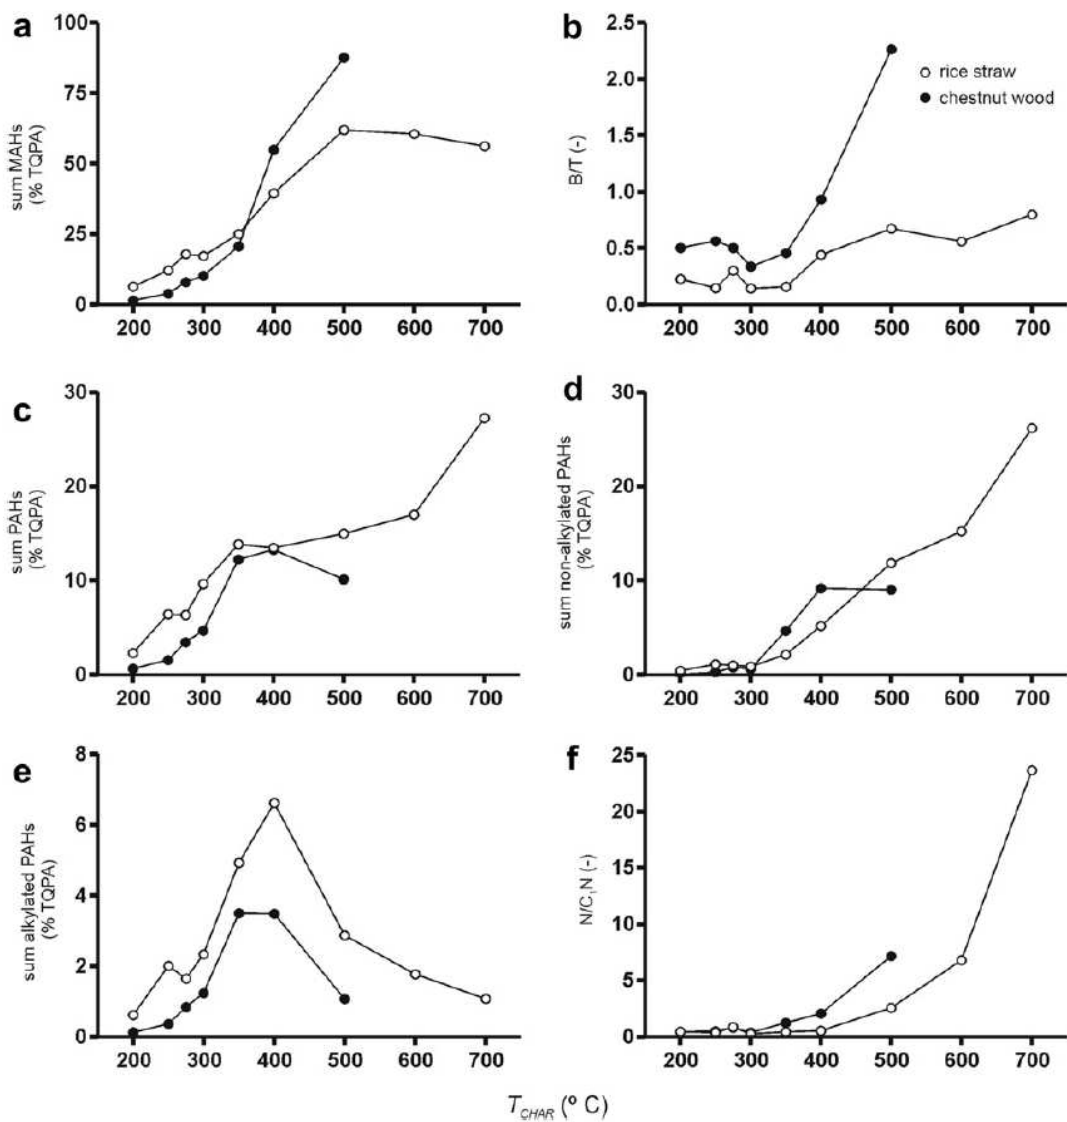 a
100
75
50
25
0
sum MAHs
(% TQPA)
200 300 400 500 600 700
b
2.5
2.0
1.5
1.0
0.5
0.0
B/T (-)
rice straw
chestnut wood
200 300 400 500 600 700
c
30
20
10
0
sum PAHs
(% TQPA)
200 300 400 500 600 700
d
30
20
10
0
sum non-alkylated PAHs
(% TQPA)
200 300 400 500 600 700
e
8
6
4
2
0
sum alkylated PAHs
(% TQPA)
200 300 400 500 600 700
f
25
20
15
10
5
0
N/C₁N (-)
200 300 400 500 600 700
T_CHAR (º C)